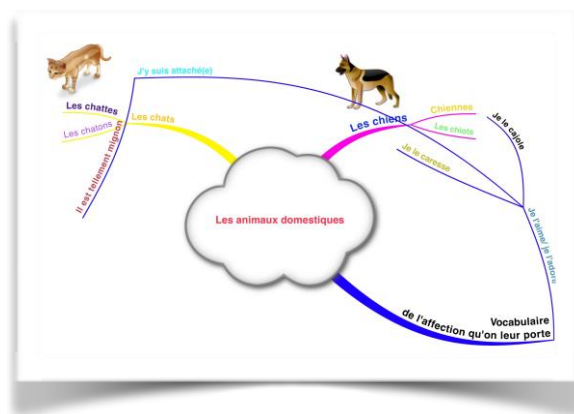 J'y suis attaché(e)
Les chattes
Les chats
Les chatons
Il est tellement mignon
Les chiens
Chiennes
Les chiots
Je le cajole
Je le caresse
Les animaux domestiques
Je l'aime/ je l'adore
Vocabulaire
de l'affection qu'on leur porte